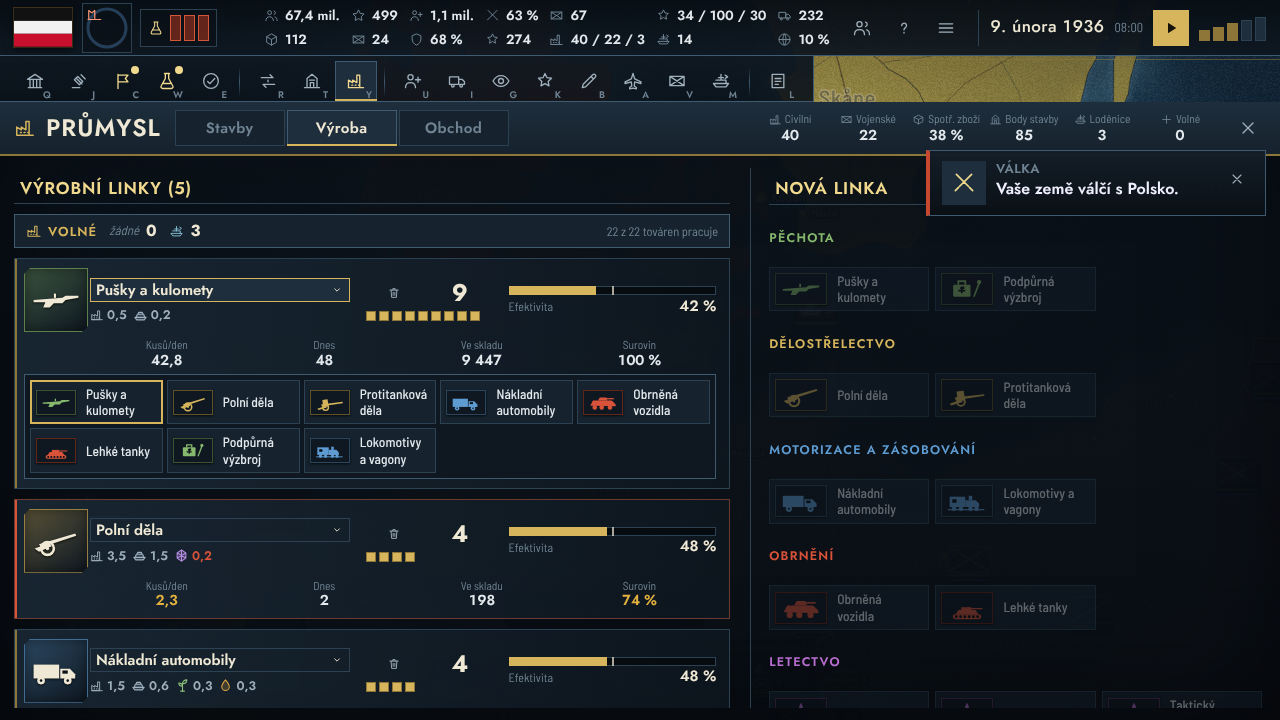 67,4 mil. 499 1,1 mil. 63 % 67 34 / 100 / 30 232
112 24 68 % 274 40 / 22 / 3 14 10 %
? 9. února 1936 08:00
Q J C W E R T Y U I G K B A V M L
Skåne
PRŮMYSL Stavby Výroba Obchod
Civilní Vojenské Spotř. zboží Body stavby Loděnice Volné
40 22 38 % 85 3 0
VÁLKA
Vaše země válčí s Polsko.
VÝROBNÍ LINKY (5)
VOLNÉ žádné 0 3 22 z 22 továren pracuje
Pušky a kulomety 9
Efektivita 42 %
0,5 0,2
Kusů/den Dnes Ve skladu Surovin
42,8 48 9 447 100 %
Pušky a kulomety Polní děla Protitanková děla Nákladní automobily Obrněná vozidla
Lehké tanky Podpůrná výzbroj Lokomotivy a vagony
Polní děla 4
Efektivita 48 %
3,5 1,5 0,2
Kusů/den Dnes Ve skladu Surovin
2,3 2 198 74 %
Nákladní automobily 4
Efektivita 48 %
1,5 0,6 0,3 0,3
NOVÁ LINKA
PĚCHOTA
Pušky a kulomety Podpůrná výzbroj
DĚLOSTŘELECTVO
Polní děla Protitanková děla
MOTORIZACE A ZÁSOBOVÁNÍ
Nákladní automobily Lokomotivy a vagony
OBRNĚNÍ
Obrněná vozidla Lehké tanky
LETECTVO
Taktický